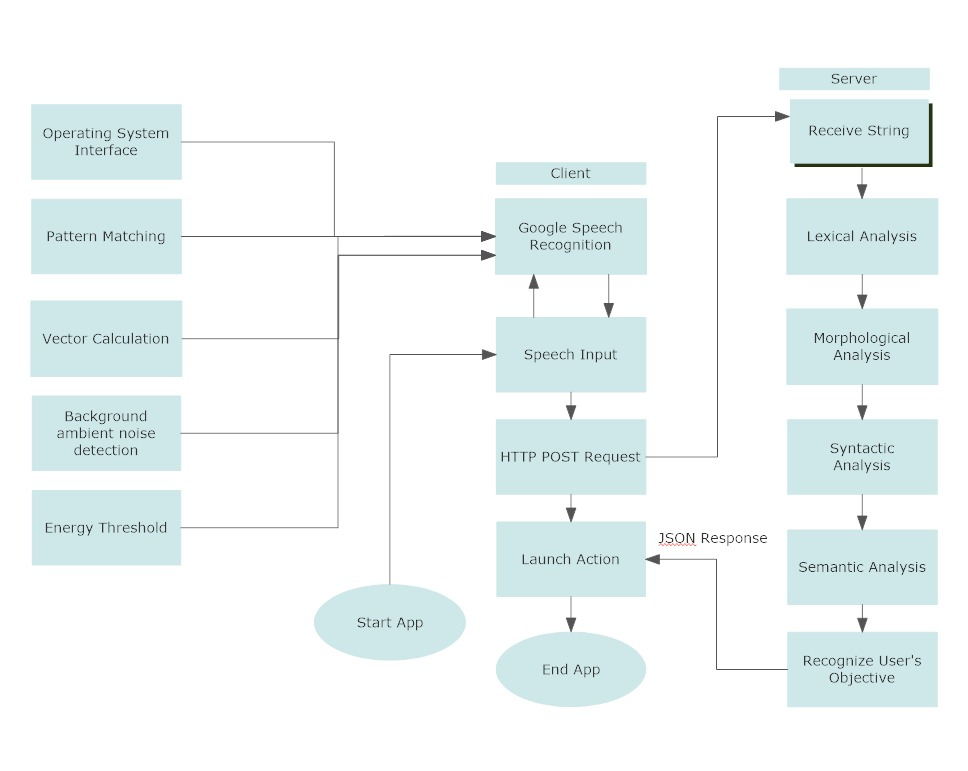 Operating System
Interface
Pattern Matching
Vector Calculation
Background
ambient noise
detection
Energy Threshold
Start App
Client
Google Speech
Recognition
Speech Input
HTTP POST Request
Launch Action
End App
JSON Response
Server
Receive String
Lexical Analysis
Morphological
Analysis
Syntactic
Analysis
Semantic Analysis
Recognize User's
Objective